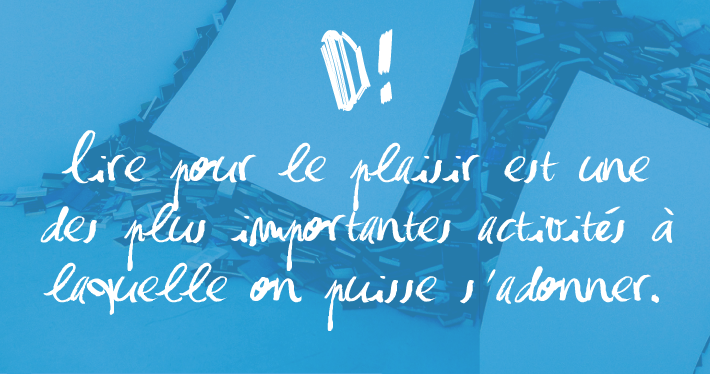 D!
lire pour le plaisir est une
des plus importantes activités à
laquelle on puisse s'adonner.